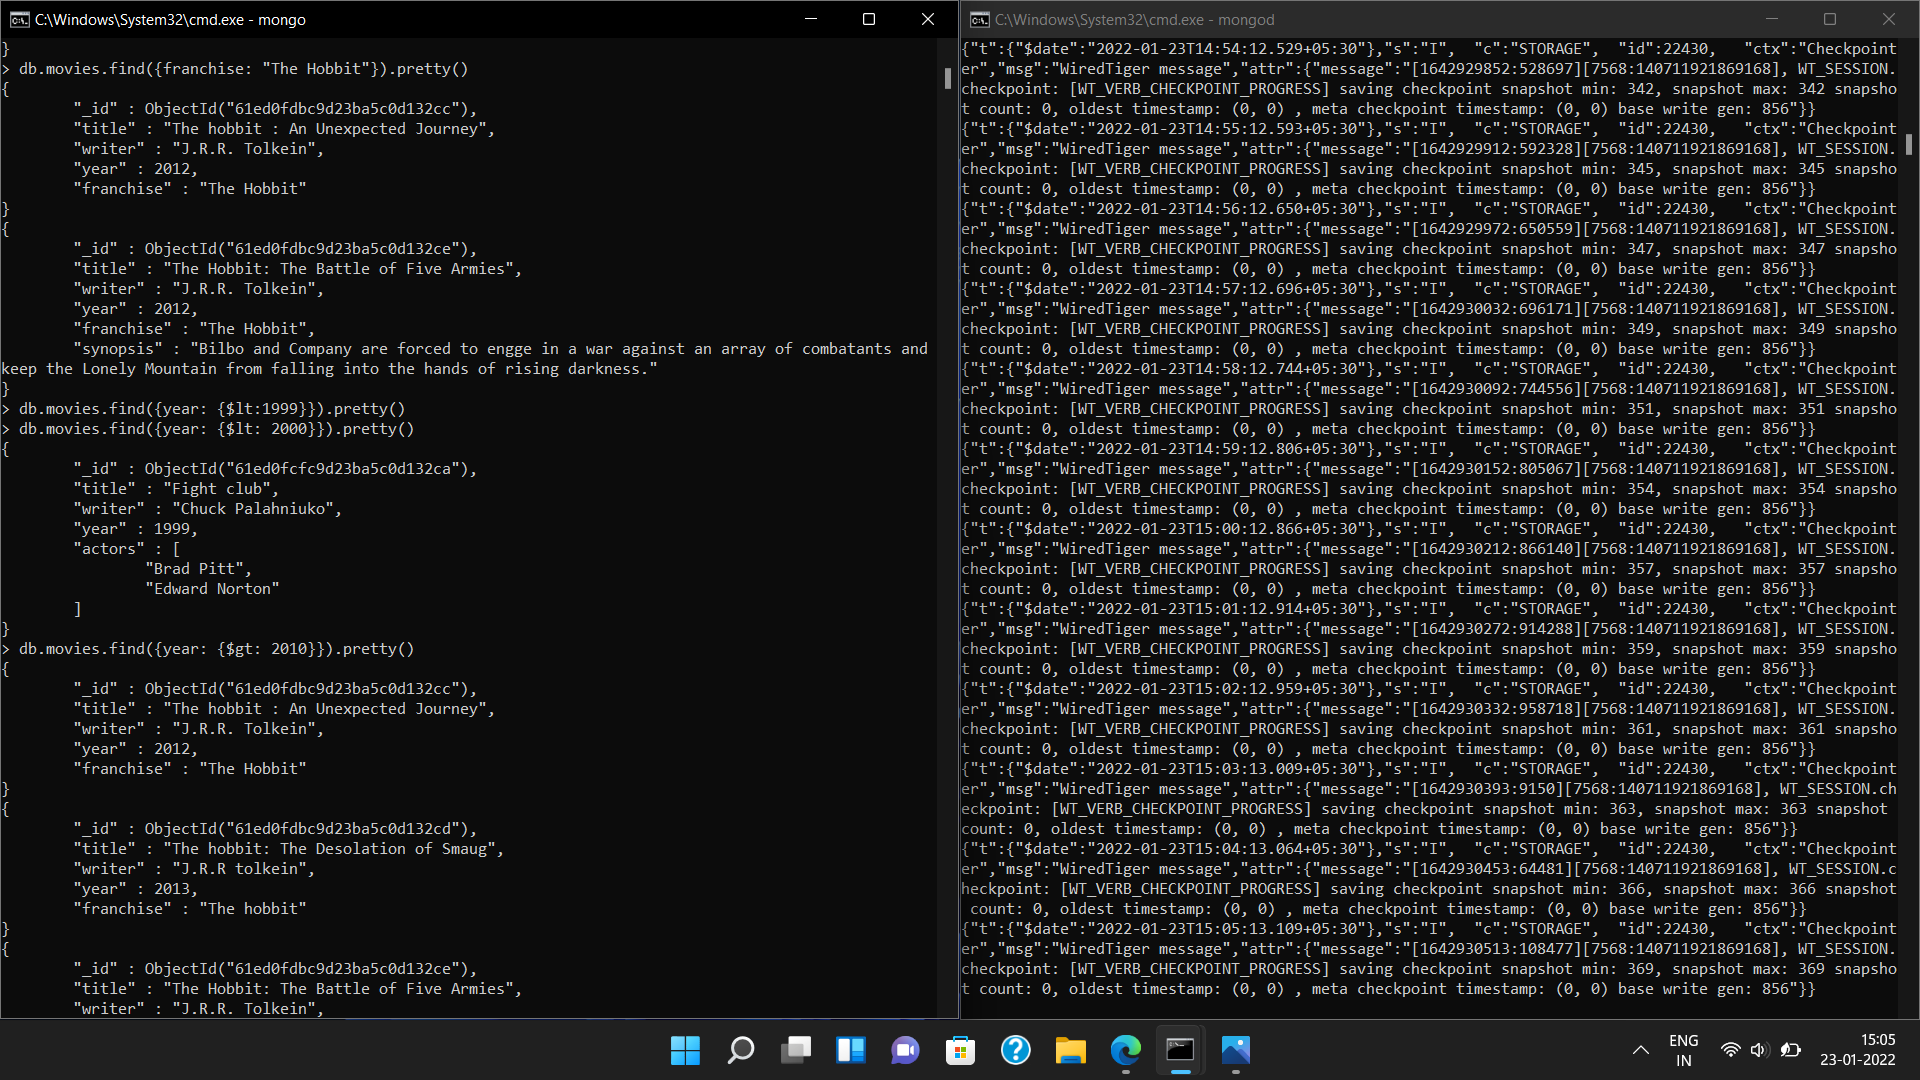 C:\Windows\System32\cmd.exe - mongo
}
> db.movies.find({franchise: "The Hobbit"}).pretty()
{
"_id" : ObjectId("61ed0fdbc9d23ba5c0d132cc"),
"title" : "The hobbit : An Unexpected Journey",
"writer" : "J.R.R. Tolkein",
"year" : 2012,
"franchise" : "The Hobbit"
}
{
"_id" : ObjectId("61ed0fdbc9d23ba5c0d132ce"),
"title" : "The Hobbit: The Battle of Five Armies",
"writer" : "J.R.R. Tolkein",
"year" : 2012,
"franchise" : "The Hobbit",
"synopsis" : "Bilbo and Company are forced to engge in a war against an array of combatants and
keep the Lonely Mountain from falling into the hands of rising darkness."
}
> db.movies.find({year: {$lt:1999}}).pretty()
> db.movies.find({year: {$lt: 2000}}).pretty()
{
"_id" : ObjectId("61ed0fcfc9d23ba5c0d132ca"),
"title" : "Fight club",
"writer" : "Chuck Palahniuko",
"year" : 1999,
"actors" : [
"Brad Pitt",
"Edward Norton"
]
}
> db.movies.find({year: {$gt: 2010}}).pretty()
{
"_id" : ObjectId("61ed0fdbc9d23ba5c0d132cc"),
"title" : "The hobbit : An Unexpected Journey",
"writer" : "J.R.R. Tolkein",
"year" : 2012,
"franchise" : "The Hobbit"
}
{
"_id" : ObjectId("61ed0fdbc9d23ba5c0d132cd"),
"title" : "The hobbit: The Desolation of Smaug",
"writer" : "J.R.R tolkein",
"year" : 2013,
"franchise" : "The hobbit"
}
{
"_id" : ObjectId("61ed0fdbc9d23ba5c0d132ce"),
"title" : "The Hobbit: The Battle of Five Armies",
"writer" : "J.R.R. Tolkein",
C:\Windows\System32\cmd.exe - mongod
{"t":{"$date":"2022-01-23T14:54:12.529+05:30"},"s":"I", "c":"STORAGE", "id":22430, "ctx":"Checkpoint
er","msg":"WiredTiger message","attr":{"message":"[1642929852:528697][7568:140711921869168], WT_SESSION.
checkpoint: [WT_VERB_CHECKPOINT_PROGRESS] saving checkpoint snapshot min: 342, snapshot max: 342 snapsho
t count: 0, oldest timestamp: (0, 0) , meta checkpoint timestamp: (0, 0) base write gen: 856"}}
{"t":{"$date":"2022-01-23T14:55:12.593+05:30"},"s":"I", "c":"STORAGE", "id":22430, "ctx":"Checkpoint
er","msg":"WiredTiger message","attr":{"message":"[1642929912:592328][7568:140711921869168], WT_SESSION.
checkpoint: [WT_VERB_CHECKPOINT_PROGRESS] saving checkpoint snapshot min: 345, snapshot max: 345 snapsho
t count: 0, oldest timestamp: (0, 0) , meta checkpoint timestamp: (0, 0) base write gen: 856"}}
{"t":{"$date":"2022-01-23T14:56:12.650+05:30"},"s":"I", "c":"STORAGE", "id":22430, "ctx":"Checkpoint
er","msg":"WiredTiger message","attr":{"message":"[1642929972:650559][7568:140711921869168], WT_SESSION.
checkpoint: [WT_VERB_CHECKPOINT_PROGRESS] saving checkpoint snapshot min: 347, snapshot max: 347 snapsho
t count: 0, oldest timestamp: (0, 0) , meta checkpoint timestamp: (0, 0) base write gen: 856"}}
{"t":{"$date":"2022-01-23T14:57:12.696+05:30"},"s":"I", "c":"STORAGE", "id":22430, "ctx":"Checkpoint
er","msg":"WiredTiger message","attr":{"message":"[1642930032:696171][7568:140711921869168], WT_SESSION.
checkpoint: [WT_VERB_CHECKPOINT_PROGRESS] saving checkpoint snapshot min: 349, snapshot max: 349 snapsho
t count: 0, oldest timestamp: (0, 0) , meta checkpoint timestamp: (0, 0) base write gen: 856"}}
{"t":{"$date":"2022-01-23T14:58:12.744+05:30"},"s":"I", "c":"STORAGE", "id":22430, "ctx":"Checkpoint
er","msg":"WiredTiger message","attr":{"message":"[1642930092:744556][7568:140711921869168], WT_SESSION.
checkpoint: [WT_VERB_CHECKPOINT_PROGRESS] saving checkpoint snapshot min: 351, snapshot max: 351 snapsho
t count: 0, oldest timestamp: (0, 0) , meta checkpoint timestamp: (0, 0) base write gen: 856"}}
{"t":{"$date":"2022-01-23T14:59:12.806+05:30"},"s":"I", "c":"STORAGE", "id":22430, "ctx":"Checkpoint
er","msg":"WiredTiger message","attr":{"message":"[1642930152:805067][7568:140711921869168], WT_SESSION.
checkpoint: [WT_VERB_CHECKPOINT_PROGRESS] saving checkpoint snapshot min: 354, snapshot max: 354 snapsho
t count: 0, oldest timestamp: (0, 0) , meta checkpoint timestamp: (0, 0) base write gen: 856"}}
{"t":{"$date":"2022-01-23T15:00:12.866+05:30"},"s":"I", "c":"STORAGE", "id":22430, "ctx":"Checkpoint
er","msg":"WiredTiger message","attr":{"message":"[1642930212:866140][7568:140711921869168], WT_SESSION.
checkpoint: [WT_VERB_CHECKPOINT_PROGRESS] saving checkpoint snapshot min: 357, snapshot max: 357 snapsho
t count: 0, oldest timestamp: (0, 0) , meta checkpoint timestamp: (0, 0) base write gen: 856"}}
{"t":{"$date":"2022-01-23T15:01:12.914+05:30"},"s":"I", "c":"STORAGE", "id":22430, "ctx":"Checkpoint
er","msg":"WiredTiger message","attr":{"message":"[1642930272:914288][7568:140711921869168], WT_SESSION.
checkpoint: [WT_VERB_CHECKPOINT_PROGRESS] saving checkpoint snapshot min: 359, snapshot max: 359 snapsho
t count: 0, oldest timestamp: (0, 0) , meta checkpoint timestamp: (0, 0) base write gen: 856"}}
{"t":{"$date":"2022-01-23T15:02:12.959+05:30"},"s":"I", "c":"STORAGE", "id":22430, "ctx":"Checkpoint
er","msg":"WiredTiger message","attr":{"message":"[1642930332:958718][7568:140711921869168], WT_SESSION.
checkpoint: [WT_VERB_CHECKPOINT_PROGRESS] saving checkpoint snapshot min: 361, snapshot max: 361 snapsho
t count: 0, oldest timestamp: (0, 0) , meta checkpoint timestamp: (0, 0) base write gen: 856"}}
{"t":{"$date":"2022-01-23T15:03:13.009+05:30"},"s":"I", "c":"STORAGE", "id":22430, "ctx":"Checkpoint
er","msg":"WiredTiger message","attr":{"message":"[1642930393:9150][7568:140711921869168], WT_SESSION.ch
eckpoint: [WT_VERB_CHECKPOINT_PROGRESS] saving checkpoint snapshot min: 363, snapshot max: 363 snapshot
count: 0, oldest timestamp: (0, 0) , meta checkpoint timestamp: (0, 0) base write gen: 856"}}
{"t":{"$date":"2022-01-23T15:04:13.064+05:30"},"s":"I", "c":"STORAGE", "id":22430, "ctx":"Checkpoint
er","msg":"WiredTiger message","attr":{"message":"[1642930453:64481][7568:140711921869168], WT_SESSION.c
heckpoint: [WT_VERB_CHECKPOINT_PROGRESS] saving checkpoint snapshot min: 366, snapshot max: 366 snapshot
count: 0, oldest timestamp: (0, 0) , meta checkpoint timestamp: (0, 0) base write gen: 856"}}
{"t":{"$date":"2022-01-23T15:05:13.109+05:30"},"s":"I", "c":"STORAGE", "id":22430, "ctx":"Checkpoint
er","msg":"WiredTiger message","attr":{"message":"[1642930513:108477][7568:140711921869168], WT_SESSION.
checkpoint: [WT_VERB_CHECKPOINT_PROGRESS] saving checkpoint snapshot min: 369, snapshot max: 369 snapsho
t count: 0, oldest timestamp: (0, 0) , meta checkpoint timestamp: (0, 0) base write gen: 856"}}
ENG
IN
15:05
23-01-2022